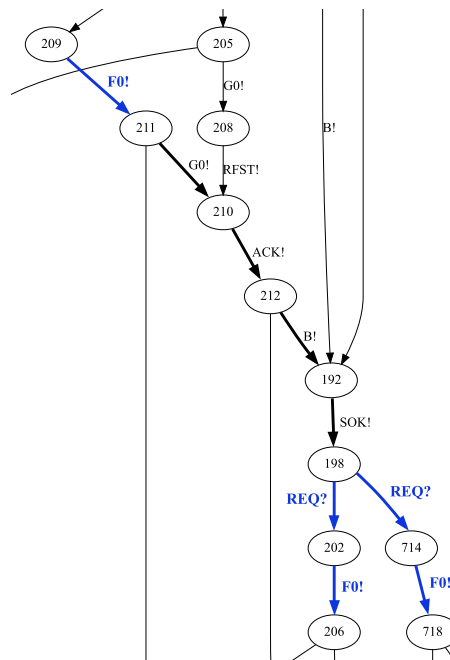 209
205
F0!
G0!
211
208
B!
G0!
RFST!
210
ACK!
212
B!
192
SOK!
198
REQ?
REQ?
202
714
F0!
F0!
206
718